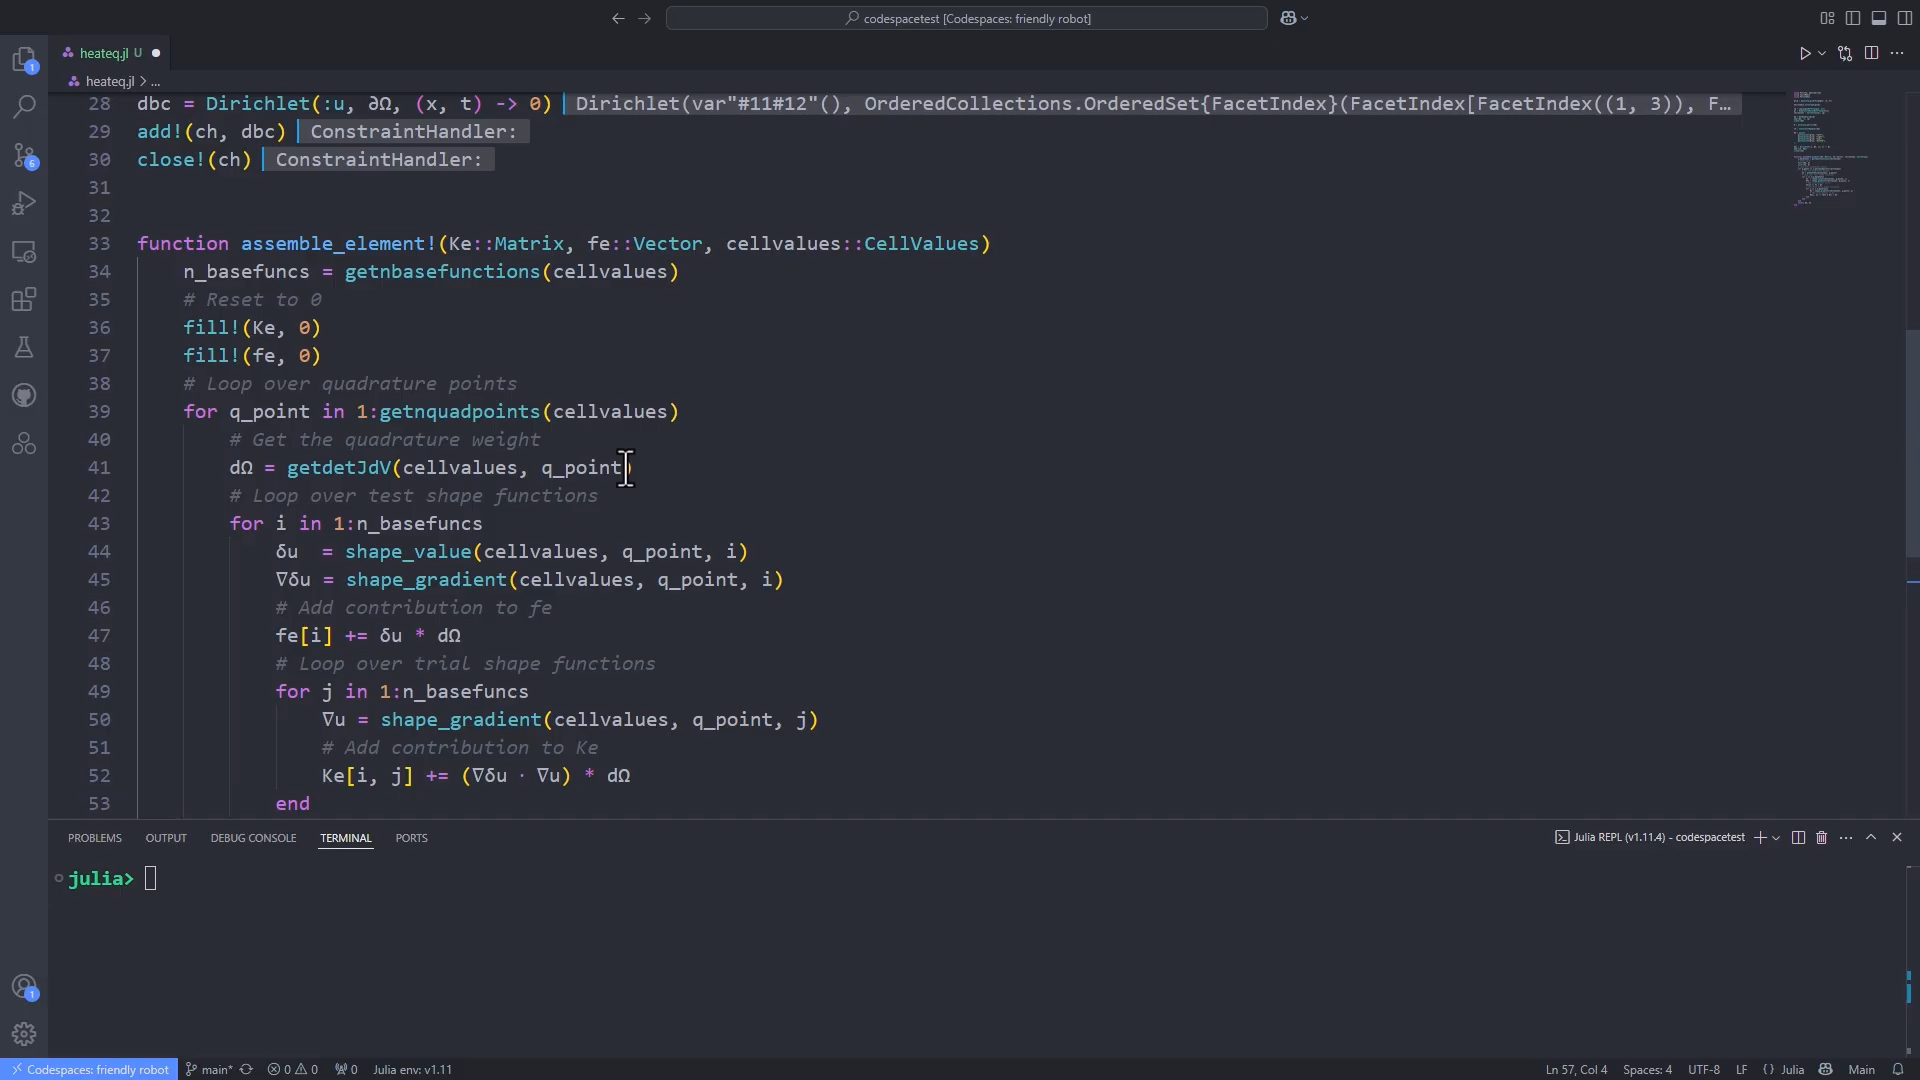 codespacetest [Codespaces: friendly robot]
heateq.jl U
heateq.jl > ...
28 dbc = Dirichlet(:u, ∂Ω, (x, t) -> 0) Dirichlet(var"#11#12"(), OrderedCollections.OrderedSet{FacetIndex}(FacetIndex[FacetIndex((1, 3)), F…
29 add!(ch, dbc) ConstraintHandler:
30 close!(ch) ConstraintHandler:
31
32
33 function assemble_element!(Ke::Matrix, fe::Vector, cellvalues::CellValues)
34 n_basefuncs = getnbasefunctions(cellvalues)
35 # Reset to 0
36 fill!(Ke, 0)
37 fill!(fe, 0)
38 # Loop over quadrature points
39 for q_point in 1:getnquadpoints(cellvalues)
40 # Get the quadrature weight
41 dΩ = getdetJdV(cellvalues, q_point)
42 # Loop over test shape functions
43 for i in 1:n_basefuncs
44 δu = shape_value(cellvalues, q_point, i)
45 ∇δu = shape_gradient(cellvalues, q_point, i)
46 # Add contribution to fe
47 fe[i] += δu * dΩ
48 # Loop over trial shape functions
49 for j in 1:n_basefuncs
50 ∇u = shape_gradient(cellvalues, q_point, j)
51 # Add contribution to Ke
52 Ke[i, j] += (∇δu ⋅ ∇u) * dΩ
53 end
PROBLEMS OUTPUT DEBUG CONSOLE TERMINAL PORTS Julia REPL (v1.11.4) - codespacetest
julia>
1
6
1
Codespaces: friendly robot main* 0 0 0 Julia env: v1.11 Ln 57, Col 4 Spaces: 4 UTF-8 LF {} Julia Main